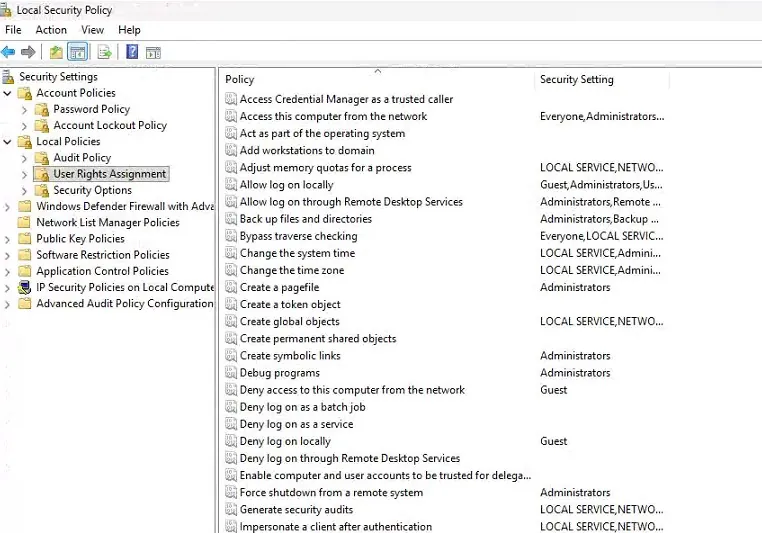 Local Security Policy
File Action View Help
Security Settings
Account Policies
Password Policy
Account Lockout Policy
Local Policies
Audit Policy
User Rights Assignment
Security Options
Windows Defender Firewall with Adva
Network List Manager Policies
Public Key Policies
Software Restriction Policies
Application Control Policies
IP Security Policies on Local Compute
Advanced Audit Policy Configuration
Policy Security Setting
Access Credential Manager as a trusted caller
Access this computer from the network Everyone,Administrators...
Act as part of the operating system
Add workstations to domain
Adjust memory quotas for a process LOCAL SERVICE,NETWO...
Allow log on locally Guest,Administrators,Us...
Allow log on through Remote Desktop Services Administrators,Remote ...
Back up files and directories Administrators,Backup ...
Bypass traverse checking Everyone,LOCAL SERVIC...
Change the system time LOCAL SERVICE,Admini...
Change the time zone LOCAL SERVICE,Admini...
Create a pagefile Administrators
Create a token object
Create global objects LOCAL SERVICE,NETWO...
Create permanent shared objects
Create symbolic links Administrators
Debug programs Administrators
Deny access to this computer from the network Guest
Deny log on as a batch job
Deny log on as a service
Deny log on locally Guest
Deny log on through Remote Desktop Services
Enable computer and user accounts to be trusted for delega...
Force shutdown from a remote system Administrators
Generate security audits LOCAL SERVICE,NETWO...
Impersonate a client after authentication LOCAL SERVICE,NETWO...